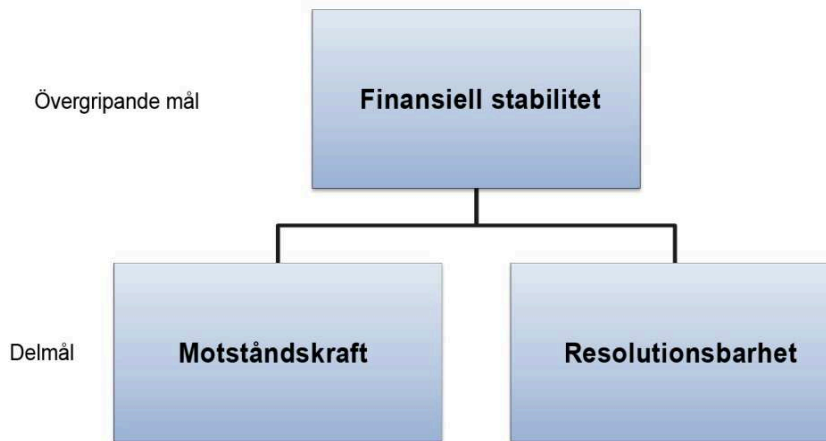 Övergripande mål
Finansiell stabilitet
Delmål
Motståndskraft
Resolutionsbarhet